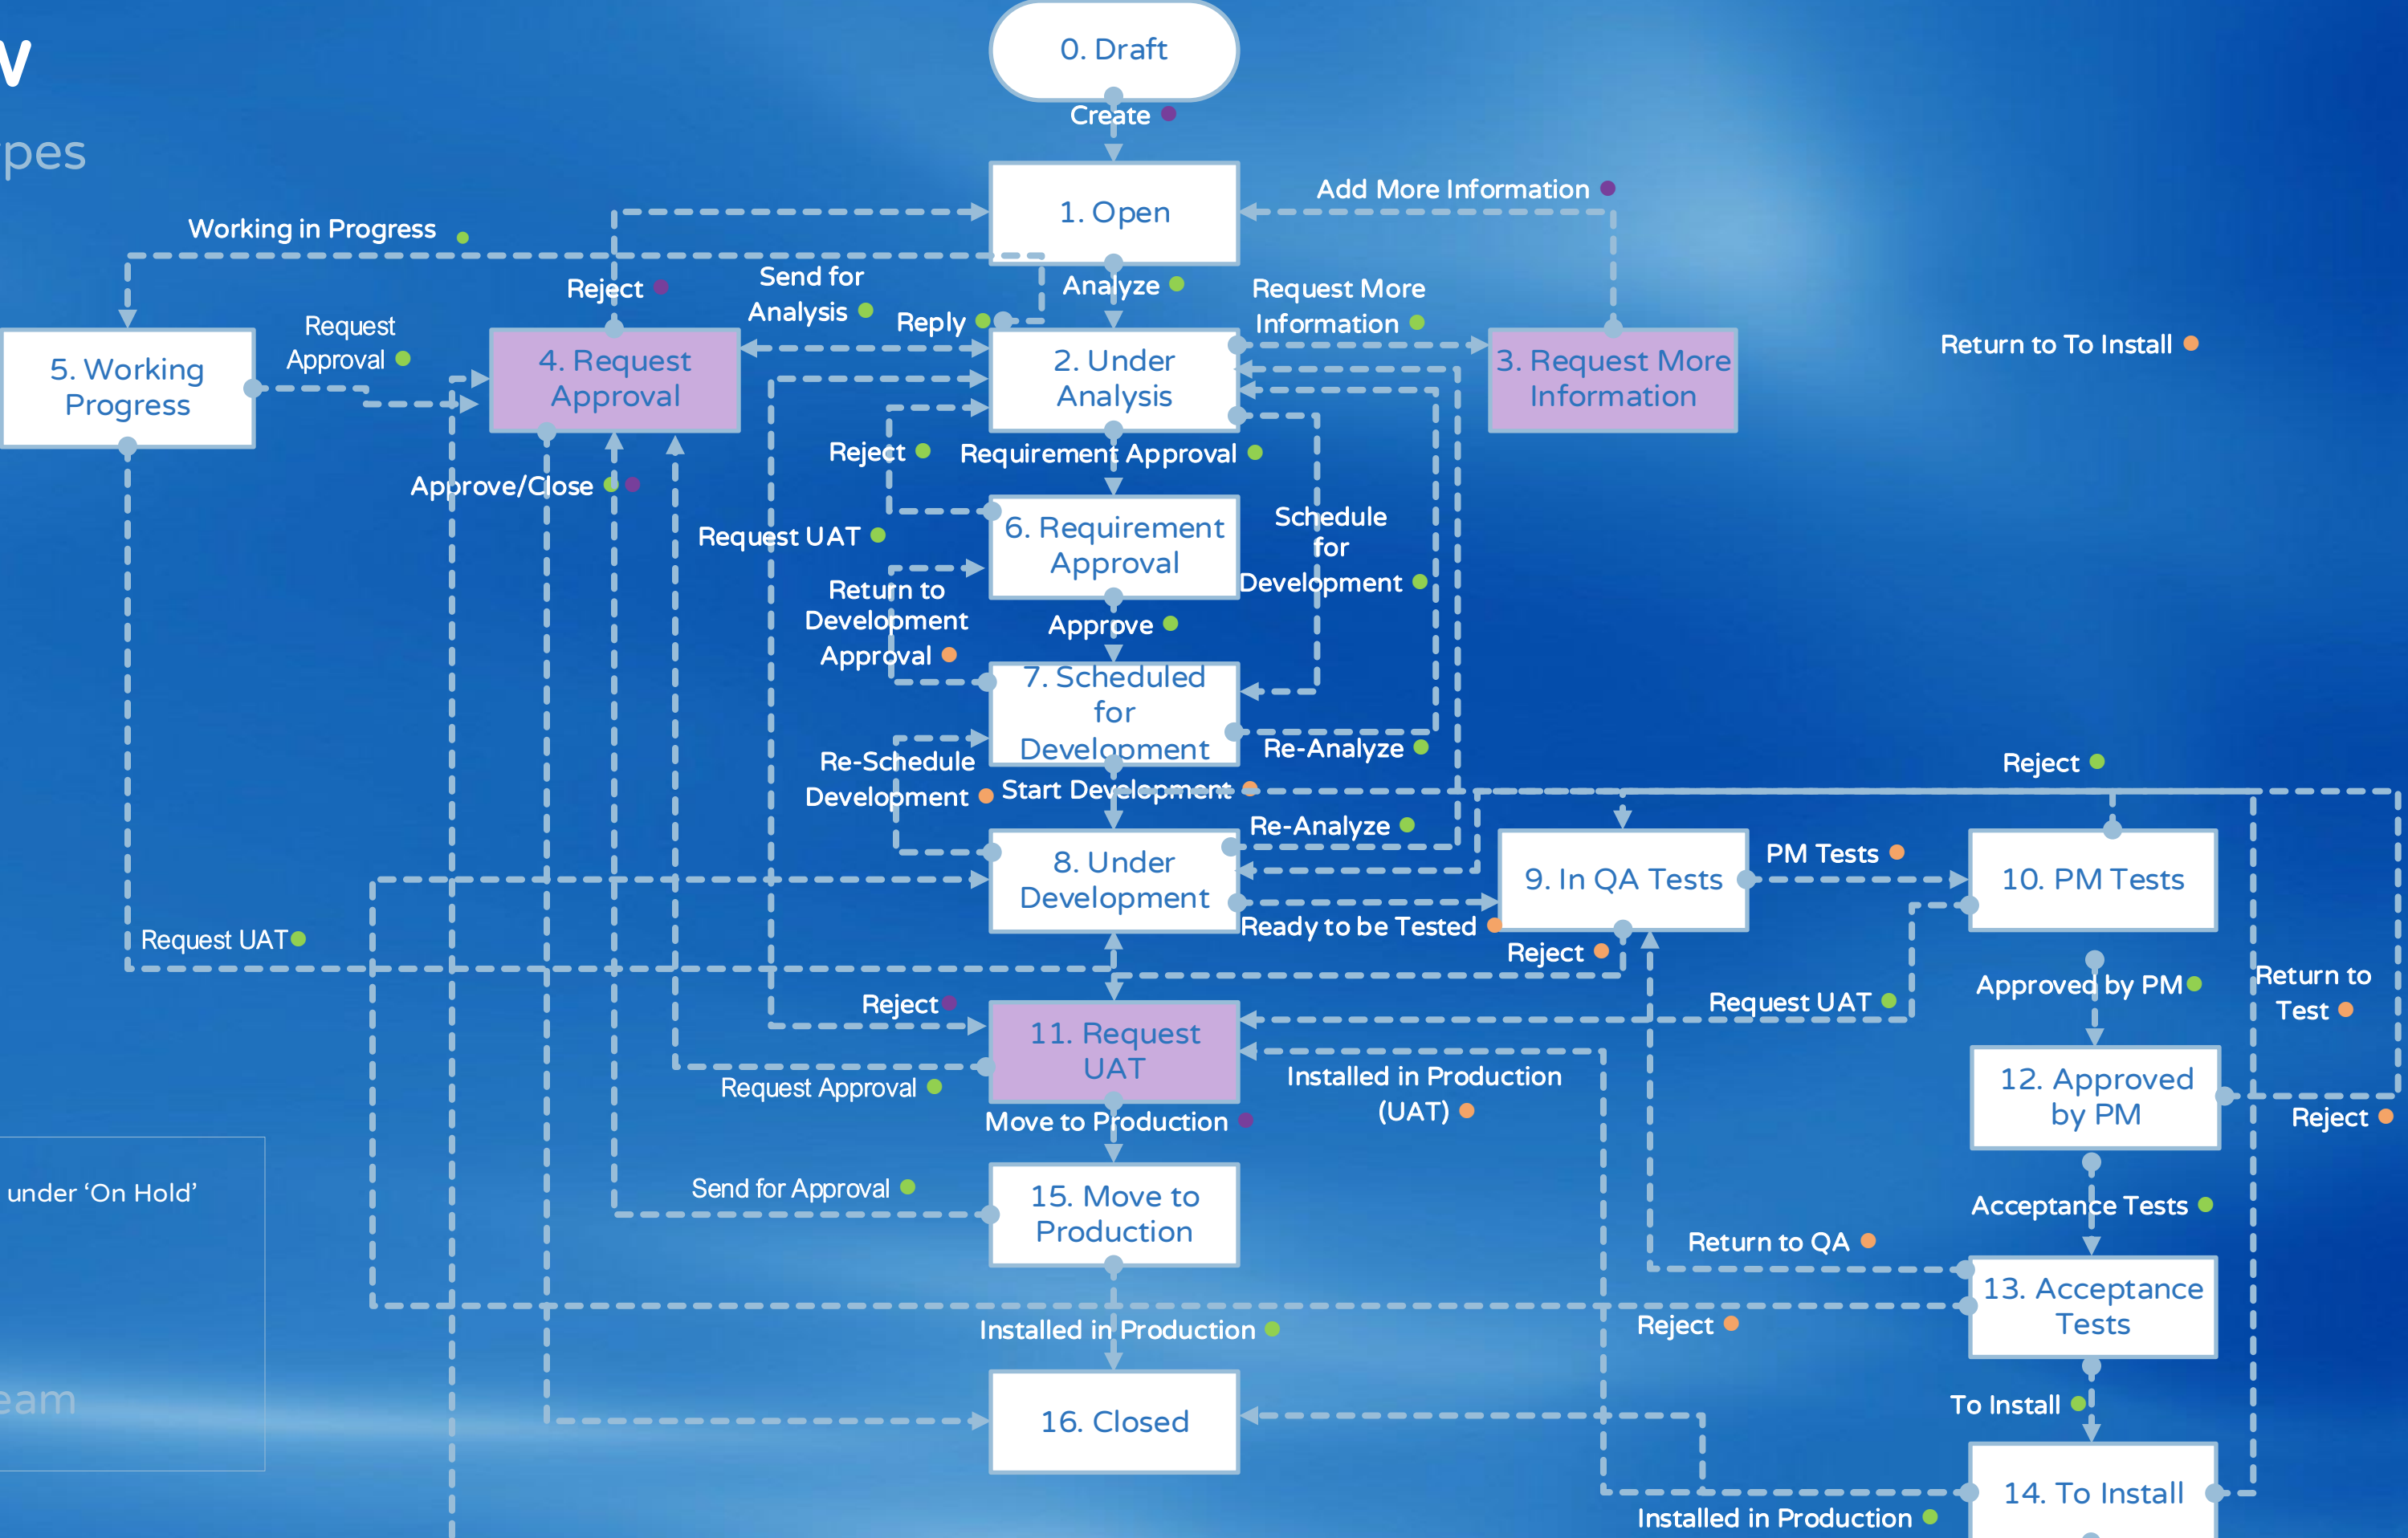 0. Draft
Create
ypes
1. Open
Add More Information
Working in Progress
Reject
Send for
Analysis
Reply
Analyze
Request More
Information
Request
Approval
5. Working
Progress
4. Request
Approval
2. Under
Analysis
3. Request More
Information
Return to To Install
Reject
Requirement Approval
Approve/Close
Request UAT
6. Requirement
Approval
Schedule
for
Development
Return to
Development
Approval
Approve
7. Scheduled
for
Development
Re-Analyze
Re-Schedule
Development
Start Development
Reject
Re-Analyze
8. Under
Development
9. In QA Tests
PM Tests
10. PM Tests
Ready to be Tested
Request UAT
Reject
Approved by PM
Return to
Test
Reject
Request UAT
11. Request
UAT
Request Approval
Installed in Production
(UAT)
12. Approved
by PM
Reject
Move to Production
under ‘On Hold’
Send for Approval
15. Move to
Production
Acceptance Tests
Return to QA
13. Acceptance
Tests
Installed in Production
Reject
eam
16. Closed
To Install
14. To Install
Installed in Production